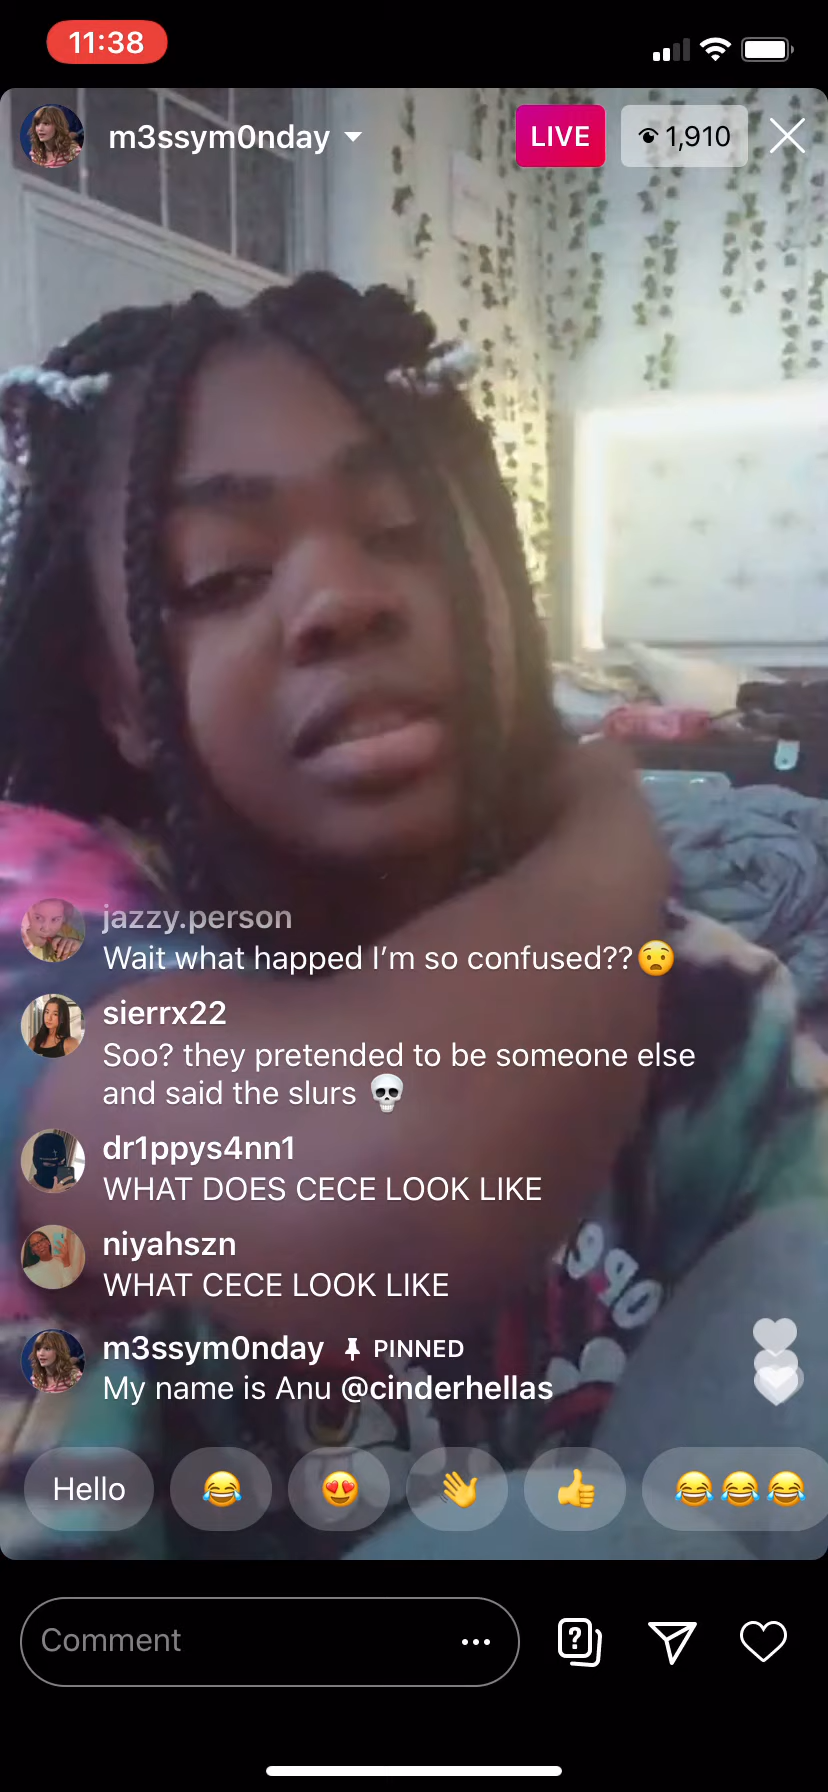 11:38
m3ssym0nday
LIVE
1,910
jazzy.person
Wait what happed I'm so confused??😧
sierrx22
Soo? they pretended to be someone else
and said the slurs 💀
dr1ppys4nn1
WHAT DOES CECE LOOK LIKE
niyahszn
WHAT CECE LOOK LIKE
m3ssym0nday PINNED
My name is Anu @cinderhellas
Hello 😂 😍 👋 👍 😂😂😂
Comment